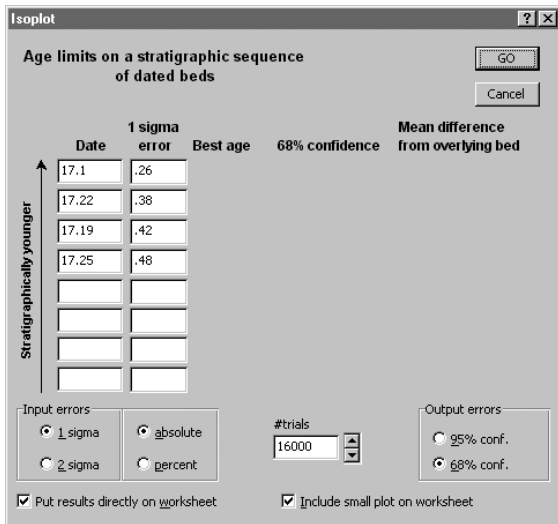 Isoplot
Age limits on a stratigraphic sequence
of dated beds
GO
Cancel
Date
1 sigma
error
Best age
68% confidence
Mean difference
from overlying bed
Stratigraphically younger
17.1 .26
17.22 .38
17.19 .42
17.25 .48
Input errors
1 sigma
2 sigma
absolute
percent
#trials
16000
Output errors
95% conf.
68% conf.
Put results directly on worksheet
Include small plot on worksheet